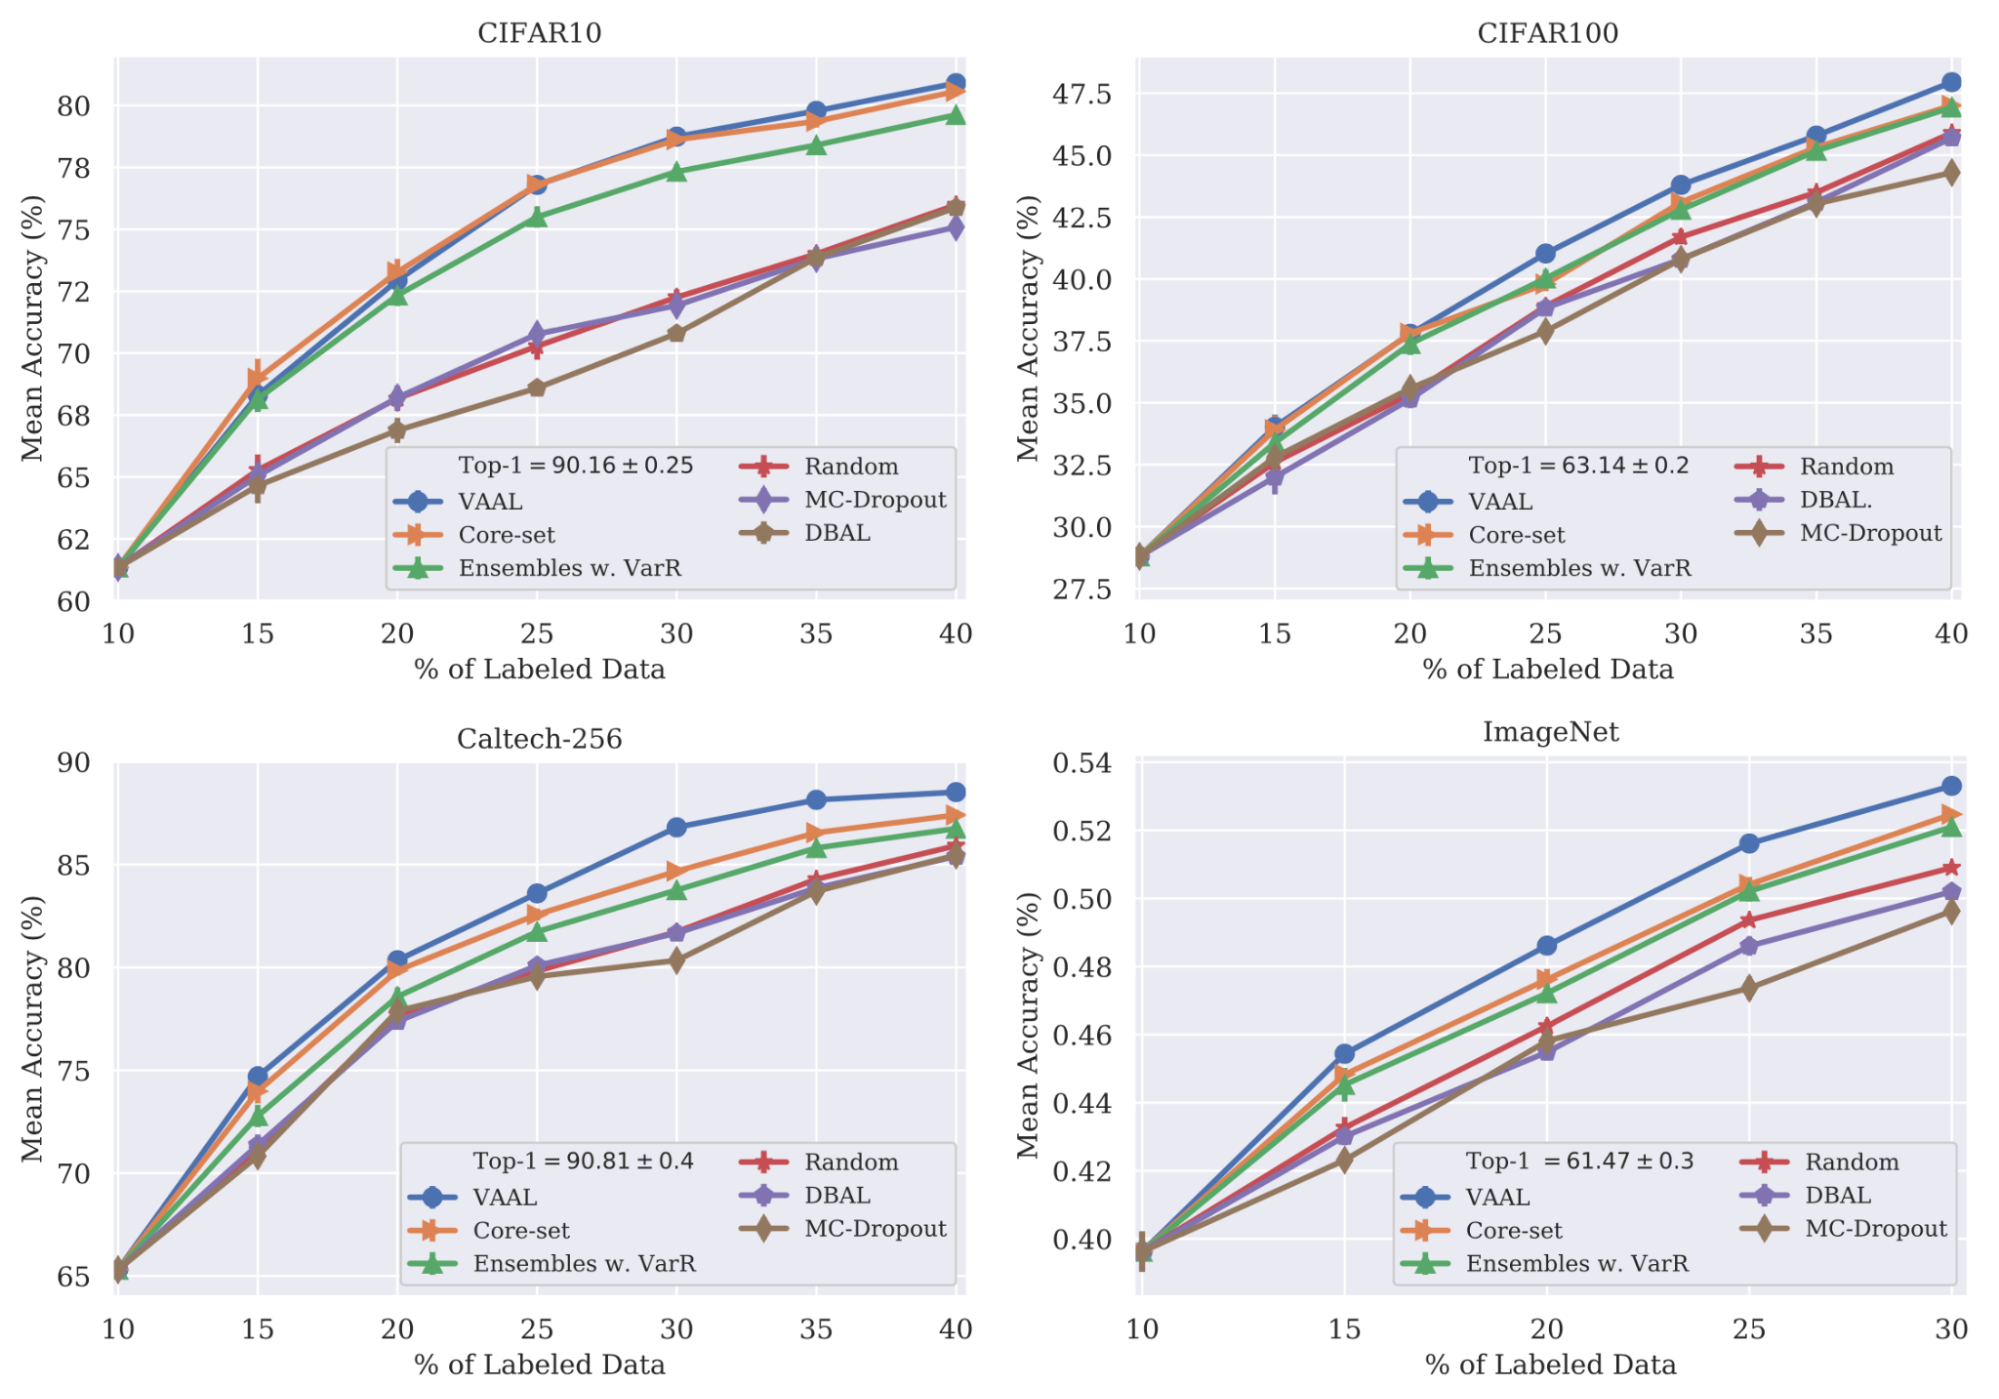 CIFAR10
Mean Accuracy (%)
80
78
75
72
70
68
65
62
60
Top-1 = 90.16 ± 0.25
VAAL
Core-set
Ensembles w. VarR
Random
MC-Dropout
DBAL
10 15 20 25 30 35 40
% of Labeled Data
CIFAR100
Mean Accuracy (%)
47.5
45.0
42.5
40.0
37.5
35.0
32.5
30.0
27.5
Top-1 = 63.14 ± 0.2
VAAL
Core-set
Ensembles w. VarR
Random
DBAL.
MC-Dropout
10 15 20 25 30 35 40
% of Labeled Data
Caltech-256
Mean Accuracy (%)
90
85
80
75
70
65
Top-1 = 90.81 ± 0.4
VAAL
Core-set
Ensembles w. VarR
Random
DBAL
MC-Dropout
10 15 20 25 30 35 40
% of Labeled Data
ImageNet
Mean Accuracy (%)
0.54
0.52
0.50
0.48
0.46
0.44
0.42
0.40
Top-1 = 61.47 ± 0.3
VAAL
Core-set
Ensembles w. VarR
Random
DBAL
MC-Dropout
10 15 20 25 30
% of Labeled Data